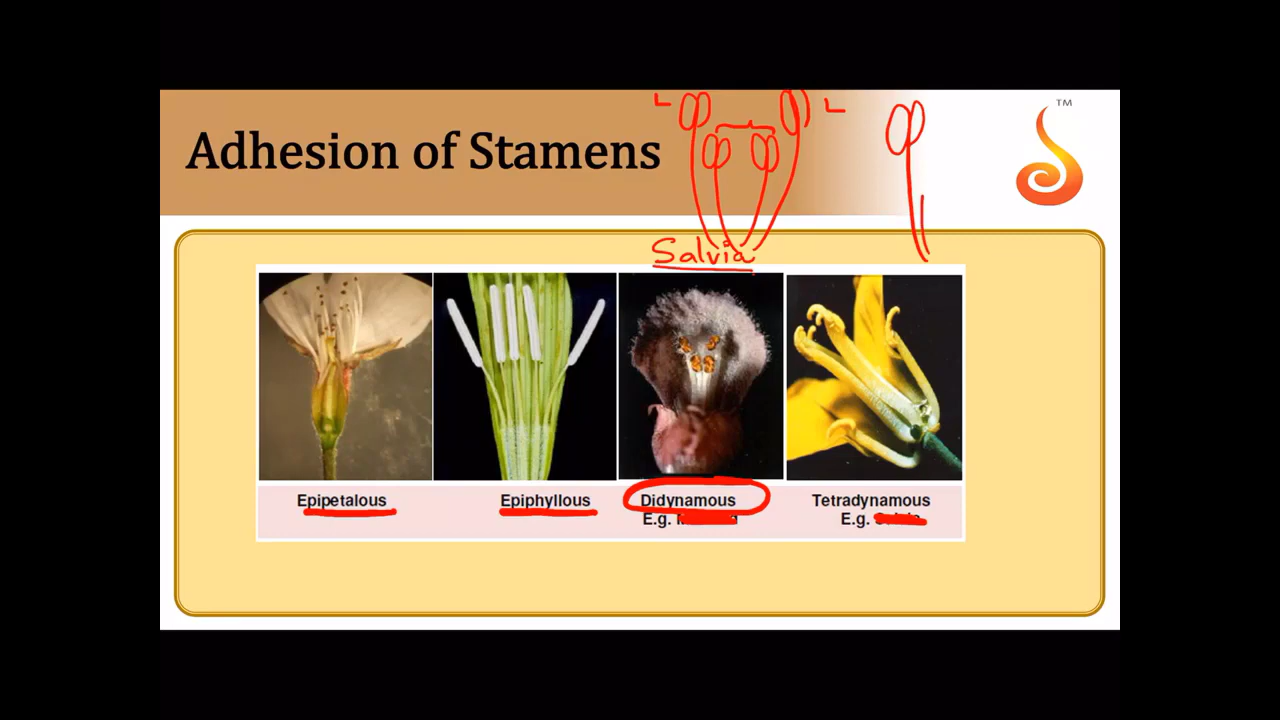 L L TM
Adhesion of Stamens
Salvia
Epipetalous Epiphyllous Didynamous Tetradynamous
E.g. E.g.